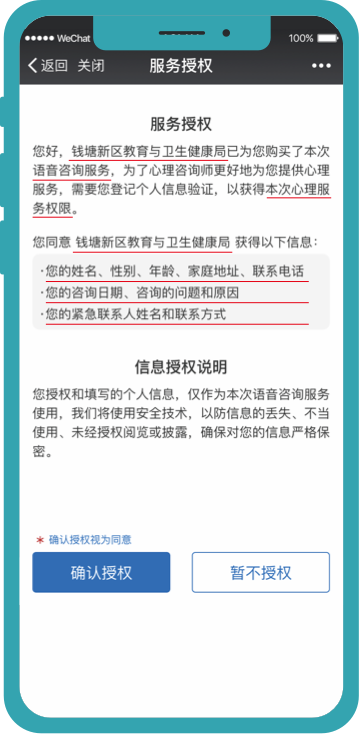 WeChat 100%
返回 关闭 服务授权
服务授权
您好，钱塘新区教育与卫生健康局已为您购买了本次
语音咨询服务，为了心理咨询师更好地为您提供心理
服务，需要您登记个人信息验证，以获得本次心理服
务权限。
您同意 钱塘新区教育与卫生健康局 获得以下信息：
·您的姓名、性别、年龄、家庭地址、联系电话
·您的咨询日期、咨询的问题和原因
·您的紧急联系人姓名和联系方式
信息授权说明
您授权和填写的个人信息，仅作为本次语音咨询服务
使用，我们将使用安全技术，以防信息的丢失、不当
使用、未经授权阅览或披露，确保对您的信息严格保
密。
* 确认授权视为同意
确认授权 暂不授权